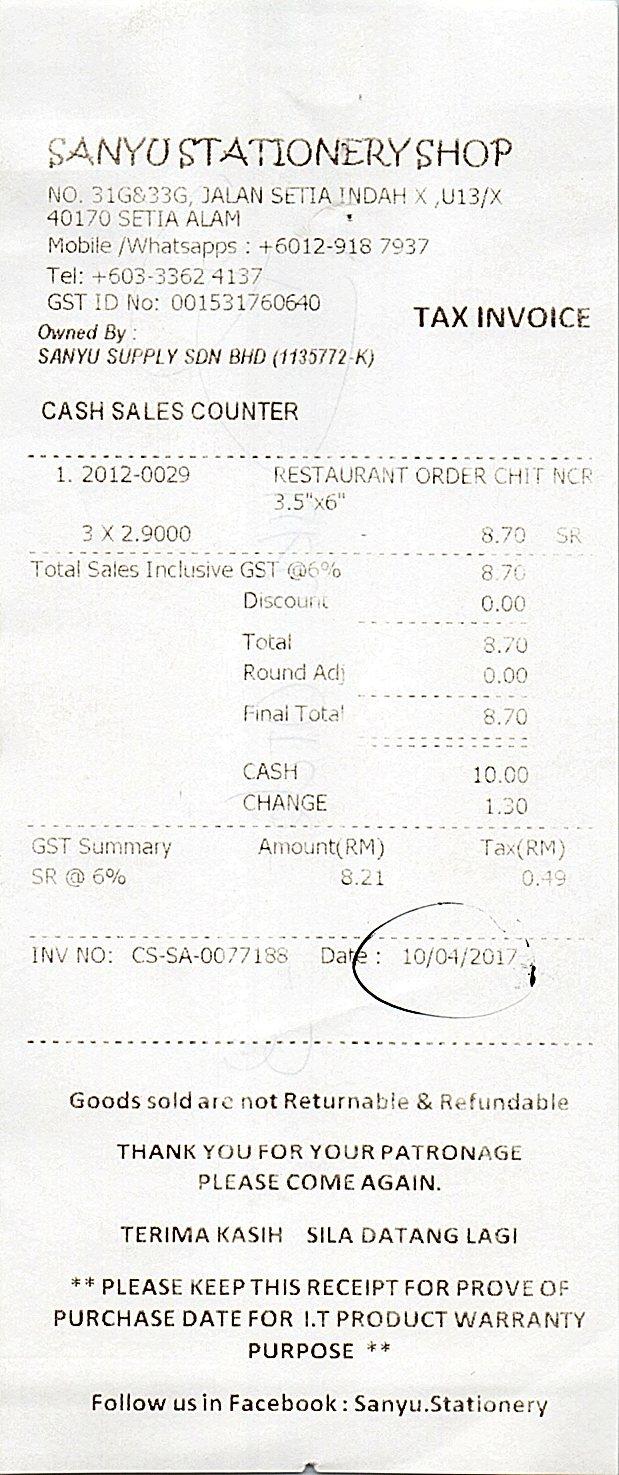 SANYU STATIONERY SHOP
NO. 31G&33G, JALAN SETIA INDAH X ,U13/X
40170 SETIA ALAM
Mobile /Whatsapps : +6012-918 7937
Tel: +603-3362 4137
GST ID No: 001531760640
TAX INVOICE
Owned By :
SANYU SUPPLY SDN BHD (1135772-K)
CASH SALES COUNTER
1. 2012-0029 RESTAURANT ORDER CHIT NCR
3.5"x6"
3 X 2.9000 - 8.70 SR
Total Sales Inclusive GST @6% 8.70
Discount 0.00
Total 8.70
Round Adj 0.00
Final Total 8.70
CASH 10.00
CHANGE 1.30
GST Summary Amount(RM) Tax(RM)
SR @ 6% 8.21 0.49
INV NO: CS-SA-0077188 Date : 10/04/2017
Goods sold are not Returnable & Refundable
THANK YOU FOR YOUR PATRONAGE
PLEASE COME AGAIN.
TERIMA KASIH SILA DATANG LAGI
** PLEASE KEEP THIS RECEIPT FOR PROVE OF
PURCHASE DATE FOR I.T PRODUCT WARRANTY
PURPOSE **
Follow us in Facebook : Sanyu.Stationery